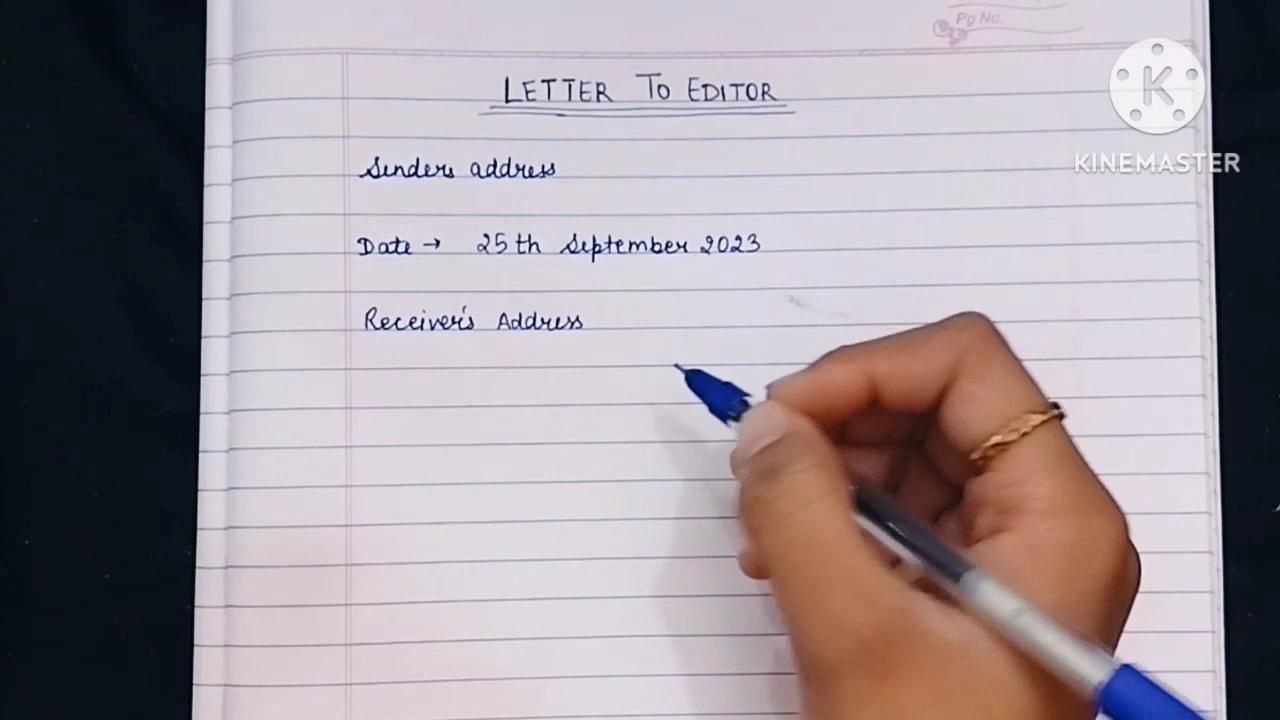 Pg No.
LETTER TO EDITOR
KINEMASTER
Senders address
Date → 25th September 2023
Receiver's Address